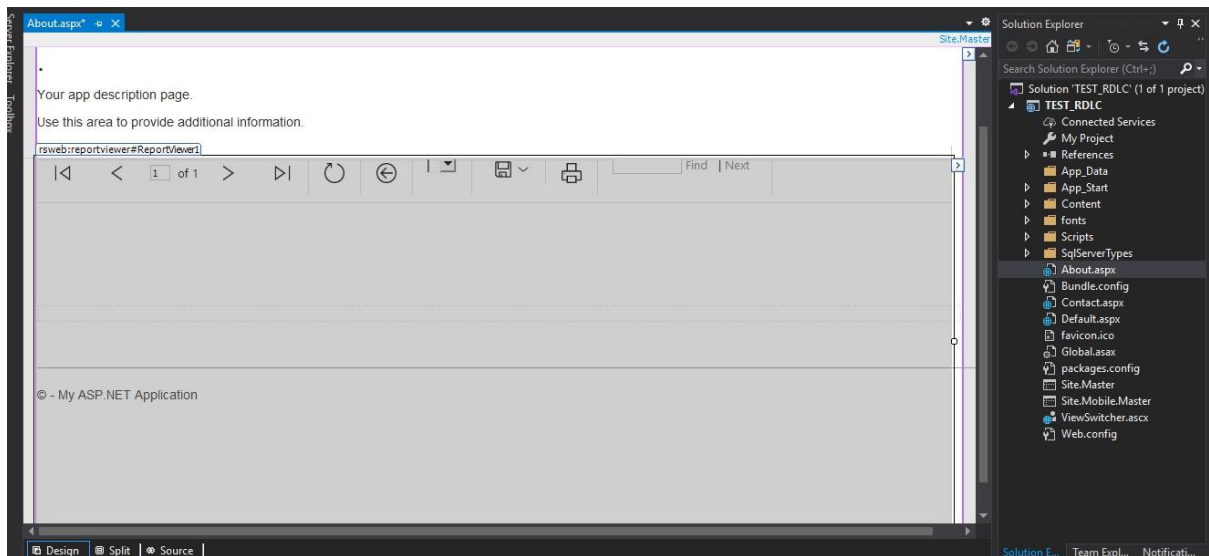 Server Explorer
Toolbox
About.aspx*
Site.Master
.
Your app description page.
Use this area to provide additional information.
rsweb:reportviewer#ReportViewer1
1 of 1
Find | Next
© - My ASP.NET Application
Design
Split
Source
Solution Explorer
Search Solution Explorer (Ctrl+;)
Solution 'TEST_RDLC' (1 of 1 project)
TEST_RDLC
Connected Services
My Project
References
App_Data
App_Start
Content
fonts
Scripts
SqlServerTypes
About.aspx
Bundle.config
Contact.aspx
Default.aspx
favicon.ico
Global.asax
packages.config
Site.Master
Site.Mobile.Master
ViewSwitcher.ascx
Web.config
Solution E...
Team Expl...
Notificati...